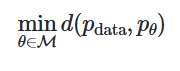 min d(p_data, p_θ)
θ∈ℳ